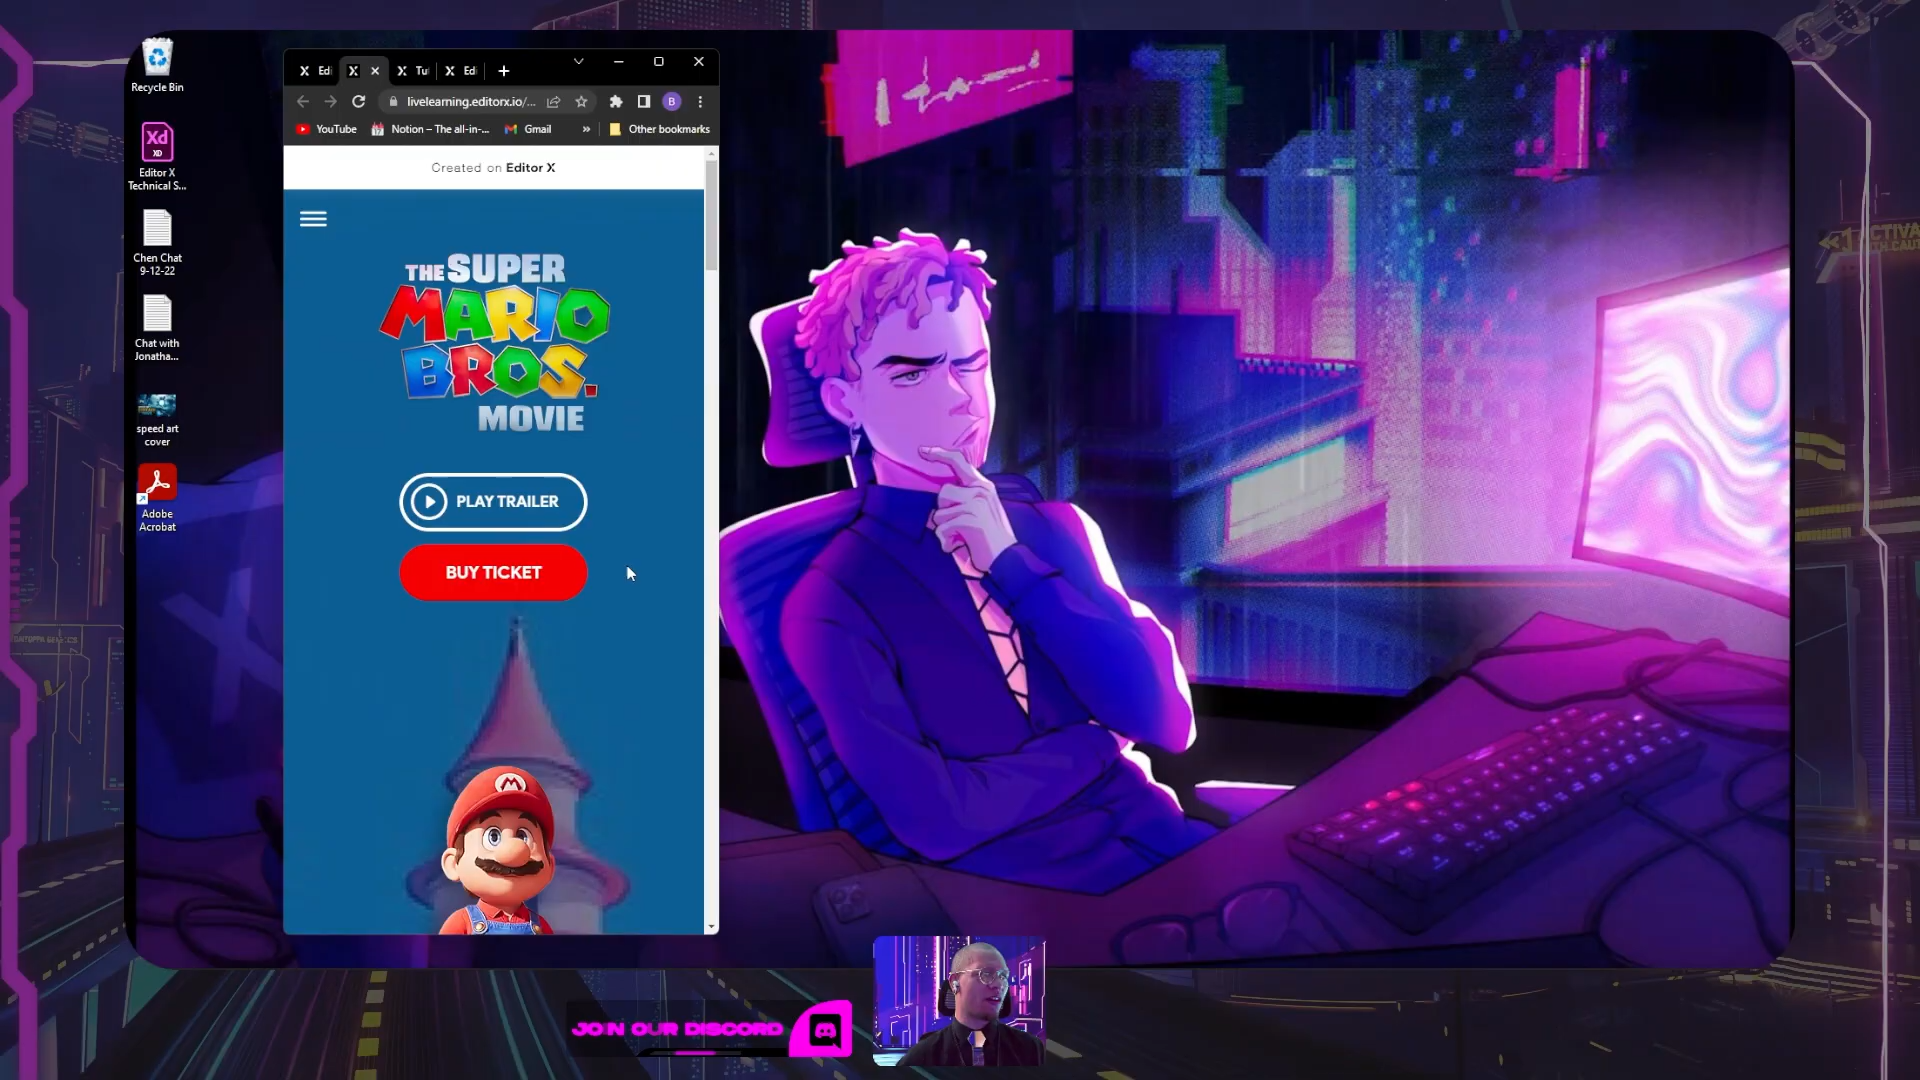 Recycle Bin
Xd
XD
Editor X
Technical S...
Chen Chat
9-12-22
Chat with
Jonatha...
speed art
cover
Adobe
Acrobat
Edi
Tu
Edi
livelearning.editorx.io/...
B
YouTube
Notion – The all-in-...
Gmail
»
Other bookmarks
Created on Editor X
THE SUPER
MARIO
BROS.
MOVIE
PLAY TRAILER
BUY TICKET
M
JOIN OUR DISCORD